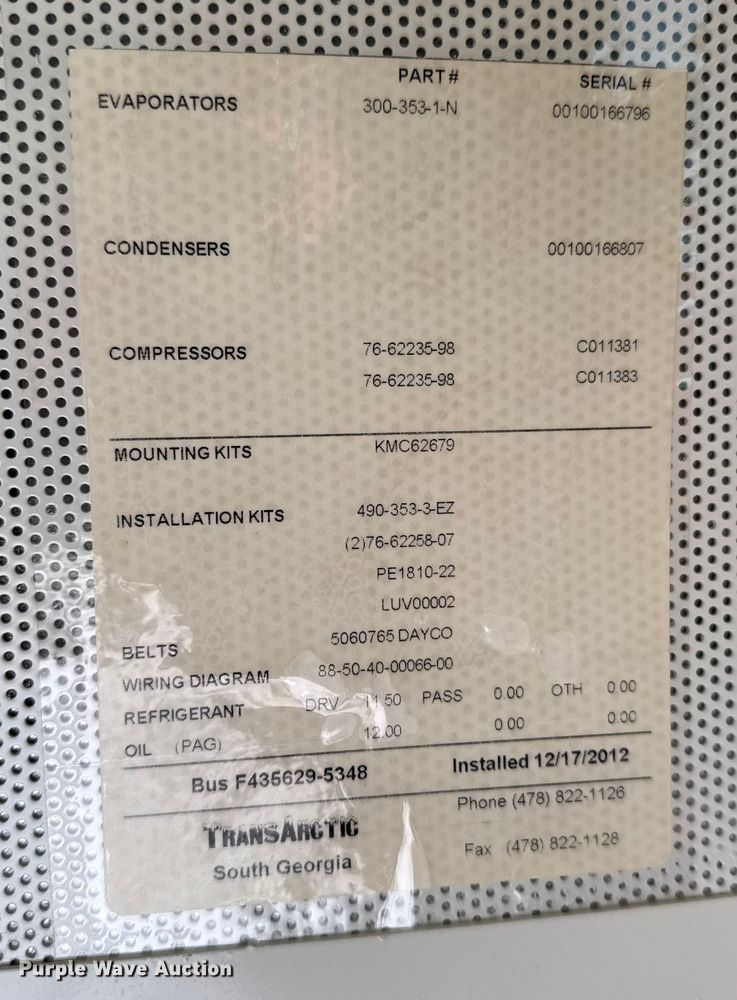 PART # SERIAL #
EVAPORATORS 300-353-1-N 00100166796
CONDENSERS 00100166807
COMPRESSORS 76-62235-98 C011381
76-62235-98 C011383
MOUNTING KITS KMC62679
INSTALLATION KITS 490-353-3-EZ
(2)76-62258-07
PE1810-22
LUV00002
BELTS 5060765 DAYCO
WIRING DIAGRAM 88-50-40-00066-00
REFRIGERANT DRV 11.50 PASS 0.00 OTH 0.00
OIL (PAG) 12.00 0.00 0.00
Bus F435629-5348 Installed 12/17/2012
TRANSARCTIC Phone (478) 822-1126
South Georgia Fax (478) 822-1128
Purple Wave Auction